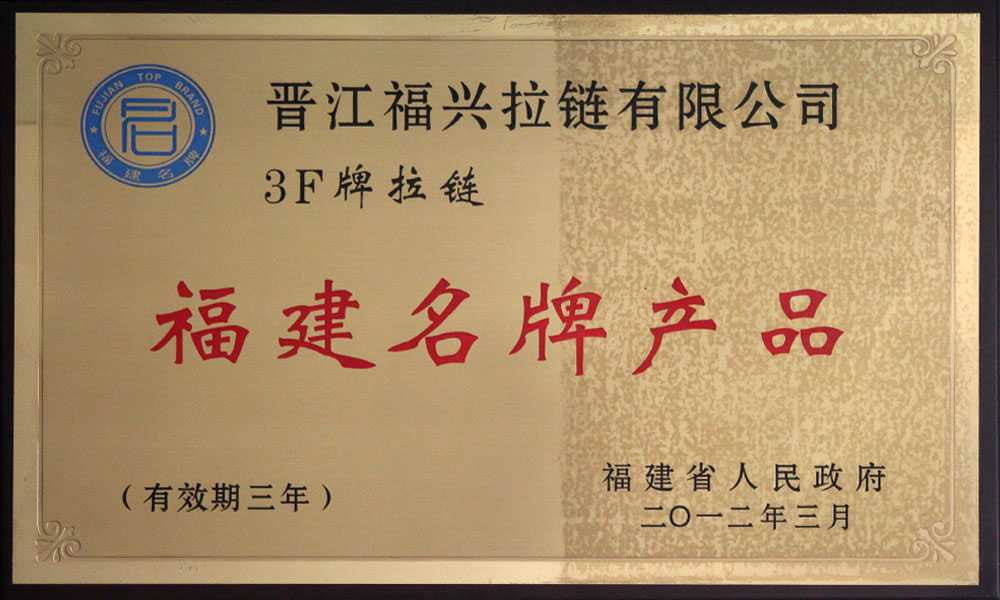 FUJIAN TOP BRAND
福建名牌
晋江福兴拉链有限公司
3F牌拉链
福建名牌产品
(有效期三年)
福建省人民政府
二〇一二年三月